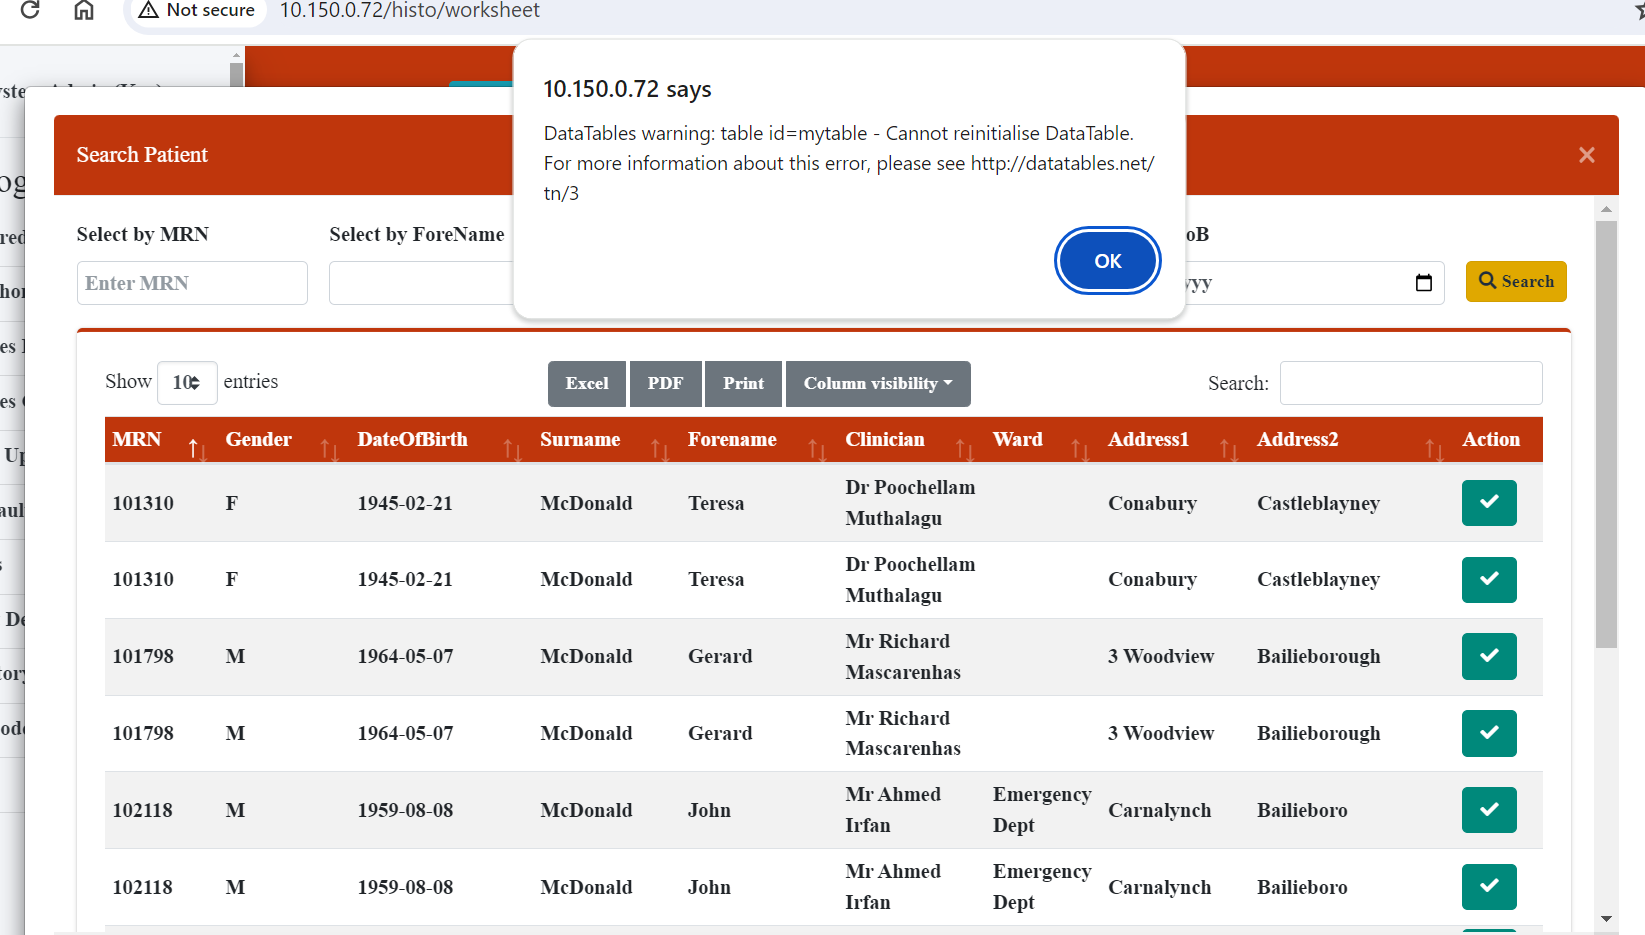 Not secure 10.150.0.72/histo/worksheet
10.150.0.72 says
DataTables warning: table id=mytable - Cannot reinitialise DataTable.
For more information about this error, please see http://datatables.net/
tn/3
OK
Search Patient
Select by MRN Select by ForeName oB
Enter MRN yyy Search
Show 10 entries Excel PDF Print Column visibility Search:
MRN Gender DateOfBirth Surname Forename Clinician Ward Address1 Address2 Action
101310 F 1945-02-21 McDonald Teresa Dr Poochellam Muthalagu Conabury Castleblayney
101310 F 1945-02-21 McDonald Teresa Dr Poochellam Muthalagu Conabury Castleblayney
101798 M 1964-05-07 McDonald Gerard Mr Richard Mascarenhas 3 Woodview Bailieborough
101798 M 1964-05-07 McDonald Gerard Mr Richard Mascarenhas 3 Woodview Bailieborough
102118 M 1959-08-08 McDonald John Mr Ahmed Irfan Emergency Dept Carnalynch Bailieboro
102118 M 1959-08-08 McDonald John Mr Ahmed Irfan Emergency Dept Carnalynch Bailieboro